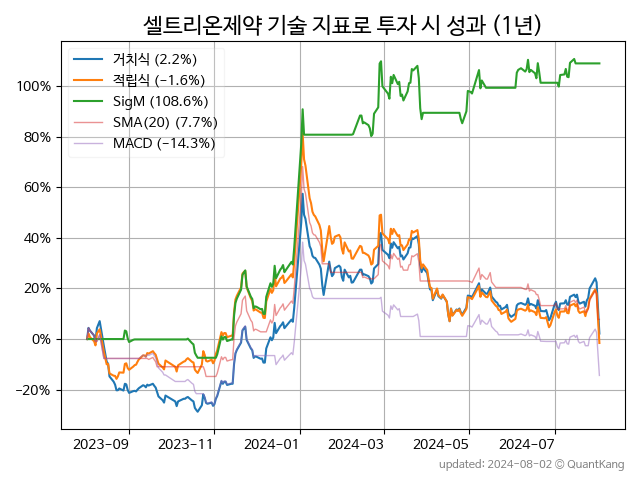 셀트리온제약 기술 지표로 투자 시 성과 (1년)
거치식 (2.2%)
적립식 (−1.6%)
SigM (108.6%)
SMA(20) (7.7%)
MACD (−14.3%)
100%
80%
60%
40%
20%
0%
−20%
2023-09 2023-11 2024-01 2024-03 2024-05 2024-07
updated: 2024-08-02 © QuantKang